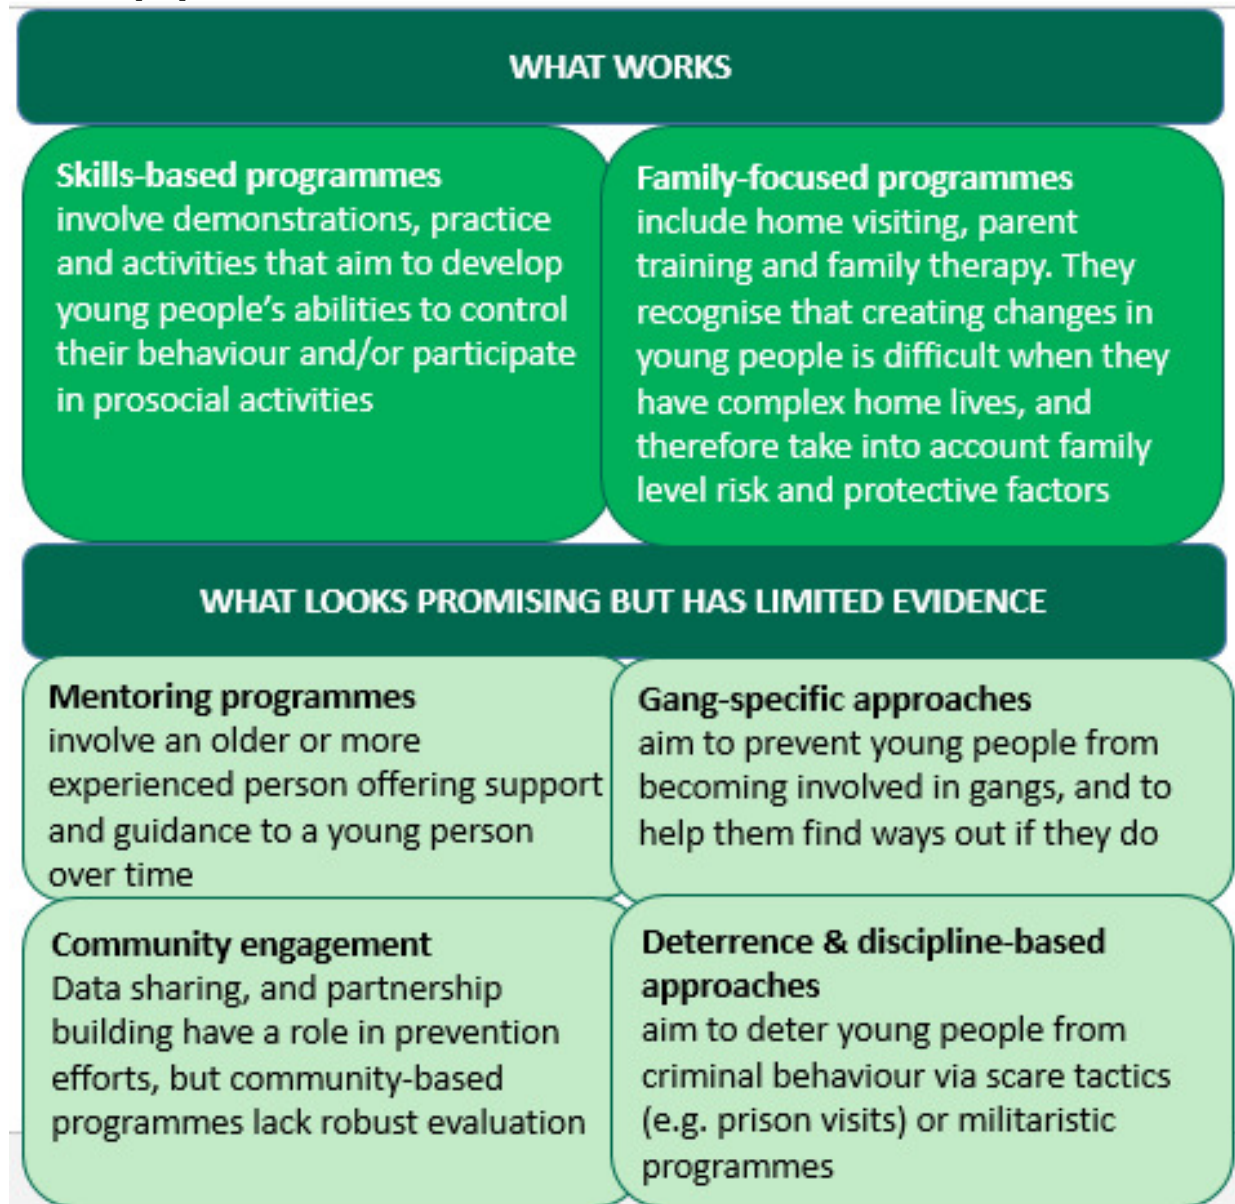 WHAT WORKS
Skills-based programmes
involve demonstrations, practice
and activities that aim to develop
young people's abilities to control
their behaviour and/or participate
in prosocial activities
Family-focused programmes
include home visiting, parent
training and family therapy. They
recognise that creating changes in
young people is difficult when they
have complex home lives, and
therefore take into account family
level risk and protective factors
WHAT LOOKS PROMISING BUT HAS LIMITED EVIDENCE
Mentoring programmes
involve an older or more
experienced person offering support
and guidance to a young person
over time
Gang-specific approaches
aim to prevent young people from
becoming involved in gangs, and to
help them find ways out if they do
Community engagement
Data sharing, and partnership
building have a role in prevention
efforts, but community-based
programmes lack robust evaluation
Deterrence & discipline-based
approaches
aim to deter young people from
criminal behaviour via scare tactics
(e.g. prison visits) or militaristic
programmes